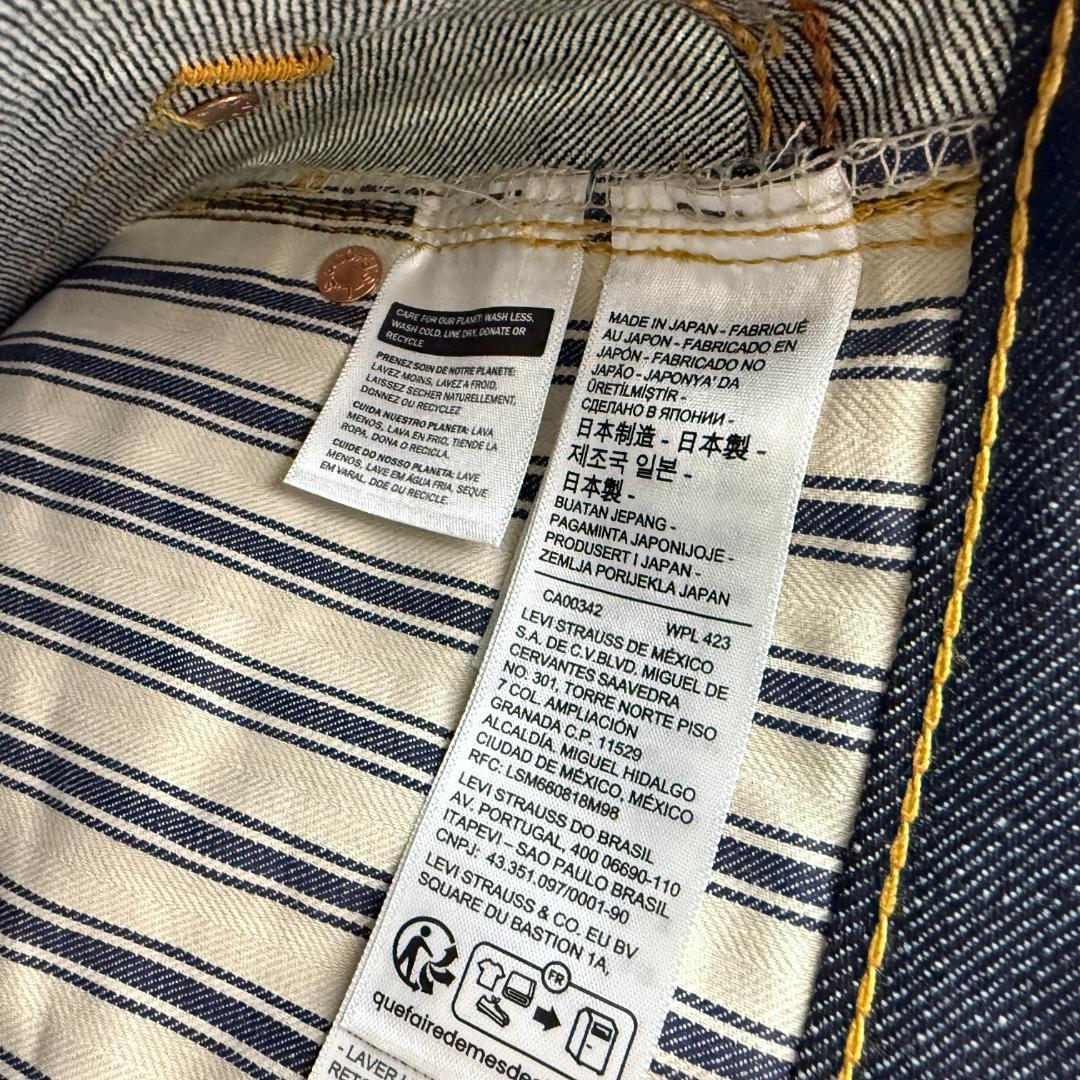 CARE FOR OUR PLANET: WASH LESS,
WASH COLD, LINE DRY, DONATE OR
RECYCLE
PRENEZ SOIN DE NOTRE PLANETE:
LAVEZ MOINS, LAVEZ A FROID,
LAISSEZ SECHER NATURELLEMENT,
DONNEZ OU RECYCLEZ
CUIDA NUESTRO PLANETA: LAVA
MENOS, LAVA EN FRIO, TIENDE LA
ROPA, DONA O RECICLA.
CUIDE DO NOSSO PLANETA: LAVE
MENOS, LAVE EM ÁGUA FRIA, SEQUE
EM VARAL, DOE OU RECICLE.
MADE IN JAPAN - FABRIQUÉ
AU JAPON - FABRICADO EN
JAPÓN - FABRICADO NO
JAPÃO - JAPONYA' DA
ÜRETİLMİŞTİR -
СДЕЛАНО В ЯПОНИИ -
日本制造 - 日本製 -
제조국 일본 -
日本製 -
BUATAN JEPANG -
PAGAMINTA JAPONIJOJE -
PRODUSERT I JAPAN -
ZEMLJA PORIJEKLA JAPAN
CA00342 WPL 423
LEVI STRAUSS DE MÉXICO
S.A. DE C.V.BLVD, MIGUEL DE
CERVANTES SAAVEDRA
NO. 301, TORRE NORTE PISO
7 COL. AMPLIACIÓN
GRANADA C.P. 11529
ALCALDÍA. MIGUEL HIDALGO
CIUDAD DE MÉXICO, MÉXICO
RFC: LSM660818M98
LEVI STRAUSS DO BRASIL
AV. PORTUGAL, 400 06690-110
ITAPEVI - SAO PAULO BRASIL
CNPJ: 43.351.097/0001-90
LEVI STRAUSS & CO. EU BV
SQUARE DU BASTION 1A,
FR
quefairedemesde
- LAVER
RET